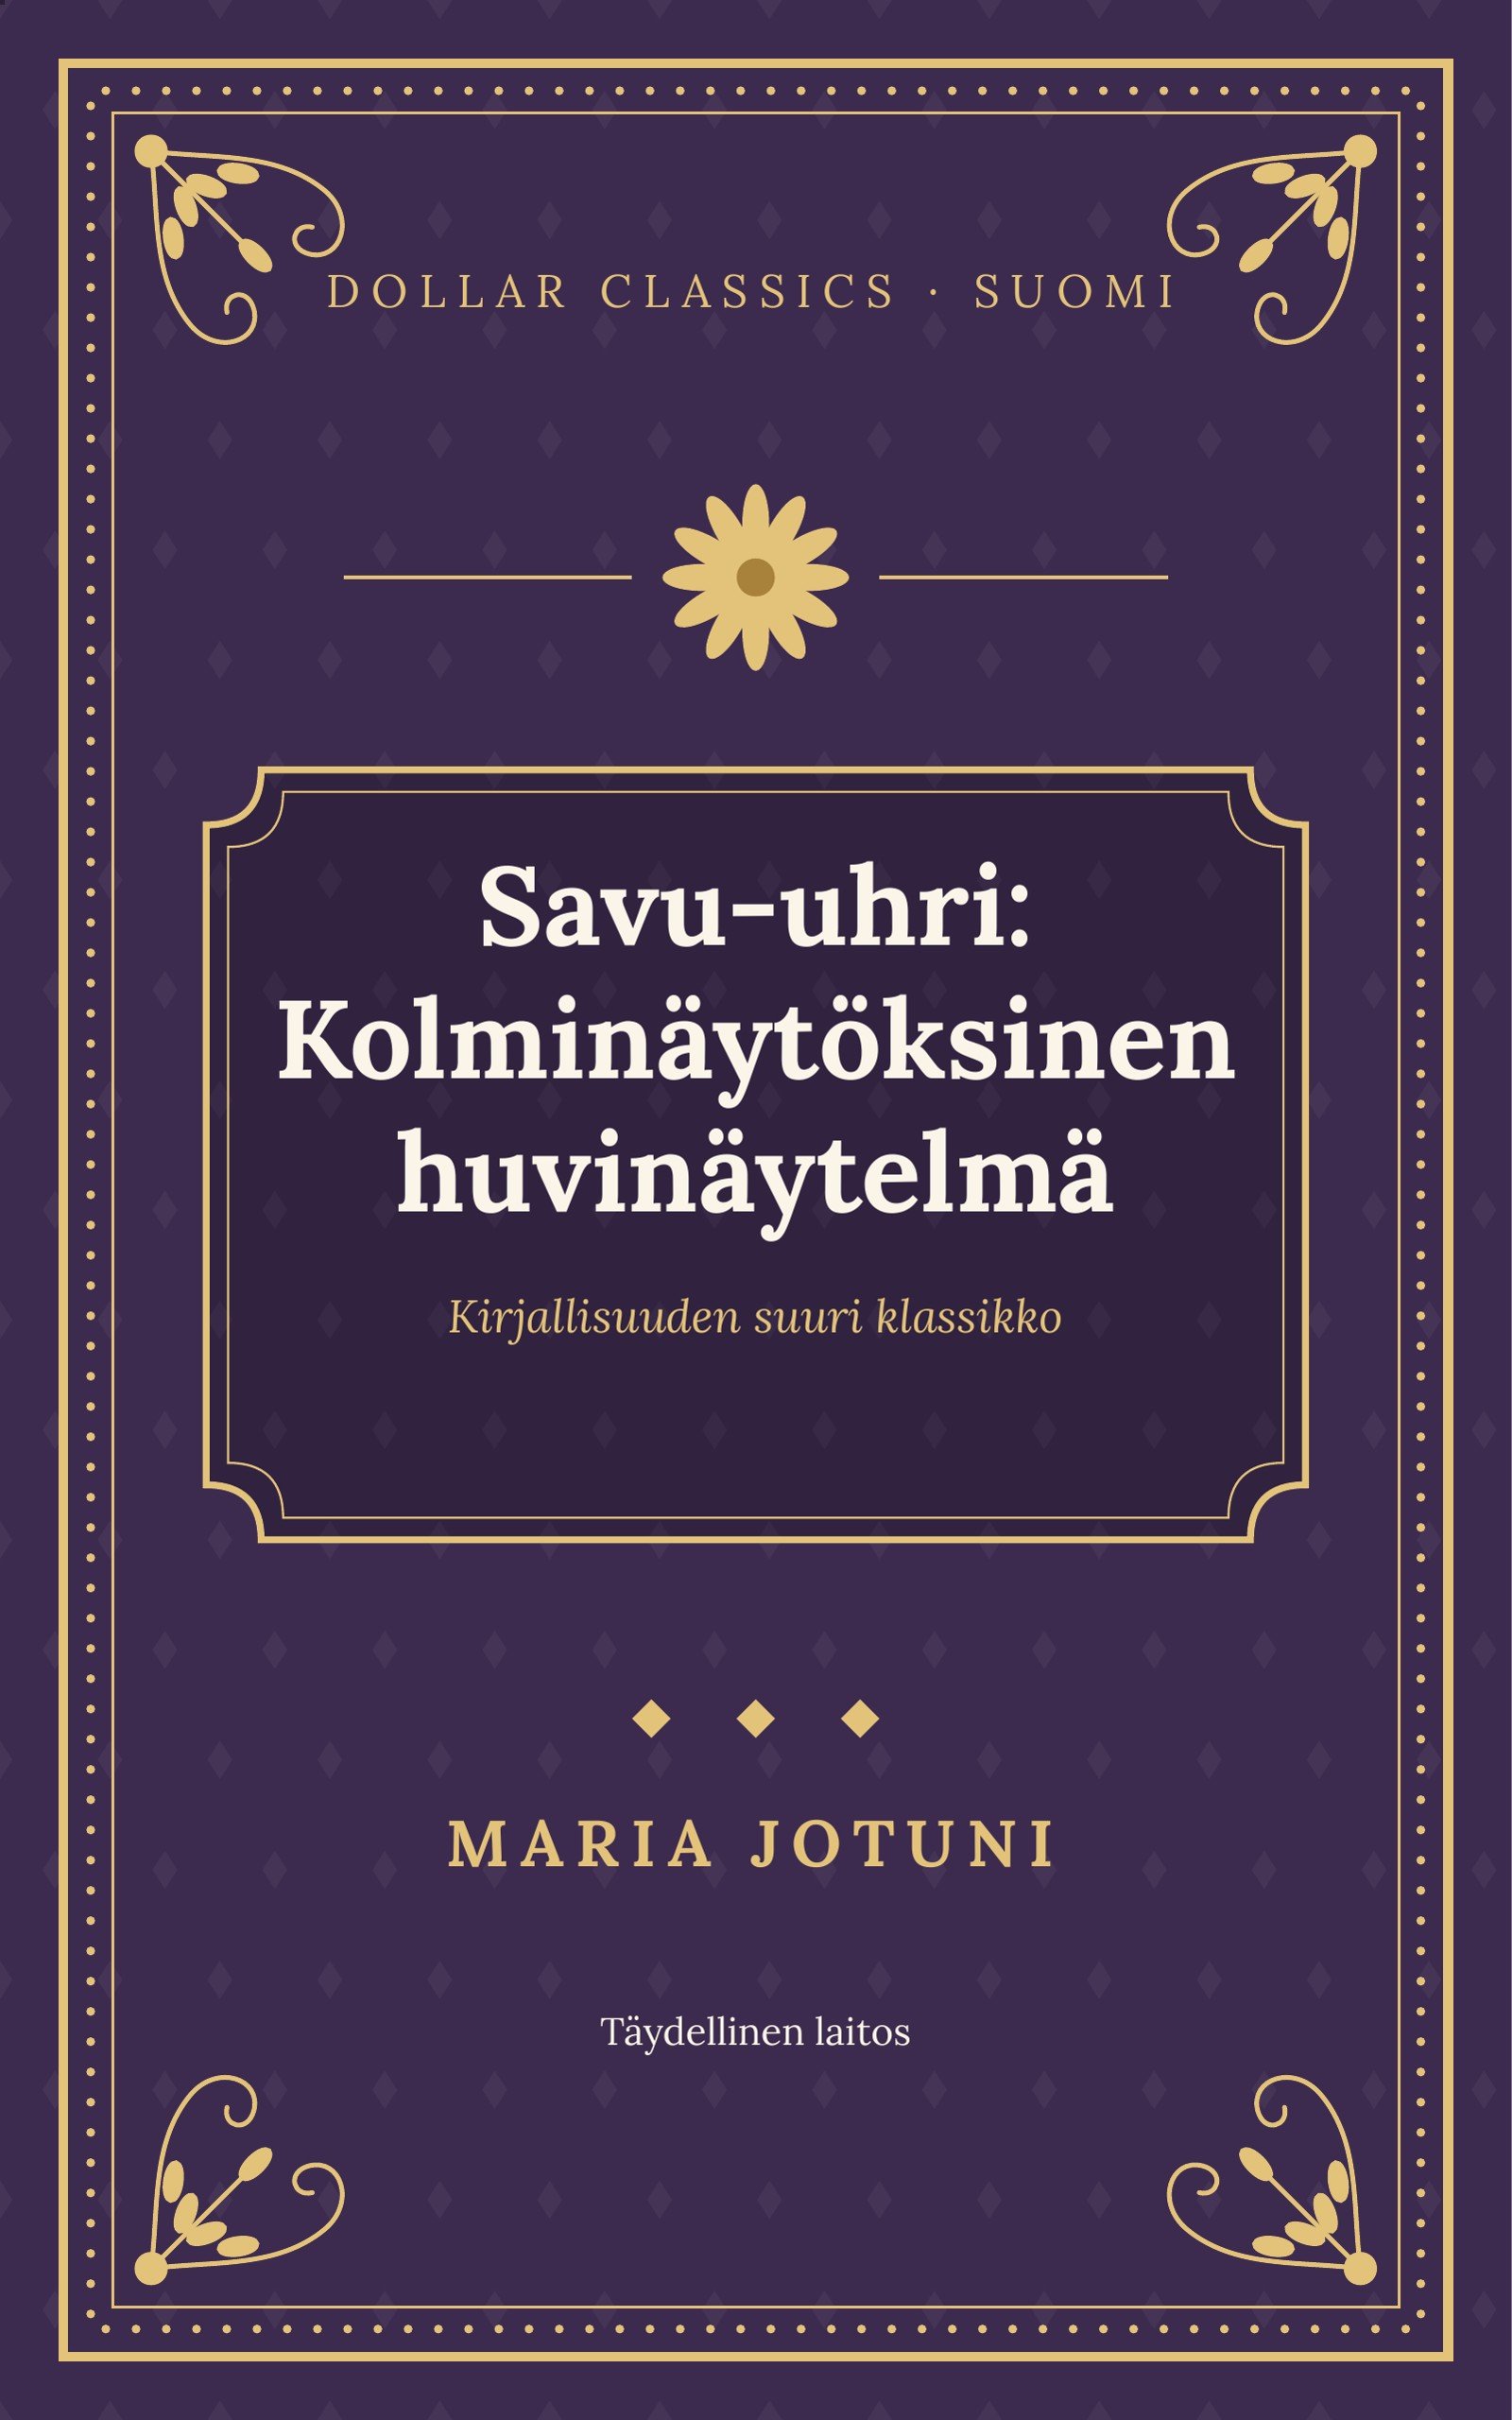 DOLLAR CLASSICS · SUOMI
Savu-uhri:
Kolminäytöksinen
huvinäytelmä
Kirjallisuuden suuri klassikko
MARIA JOTUNI
Täydellinen laitos